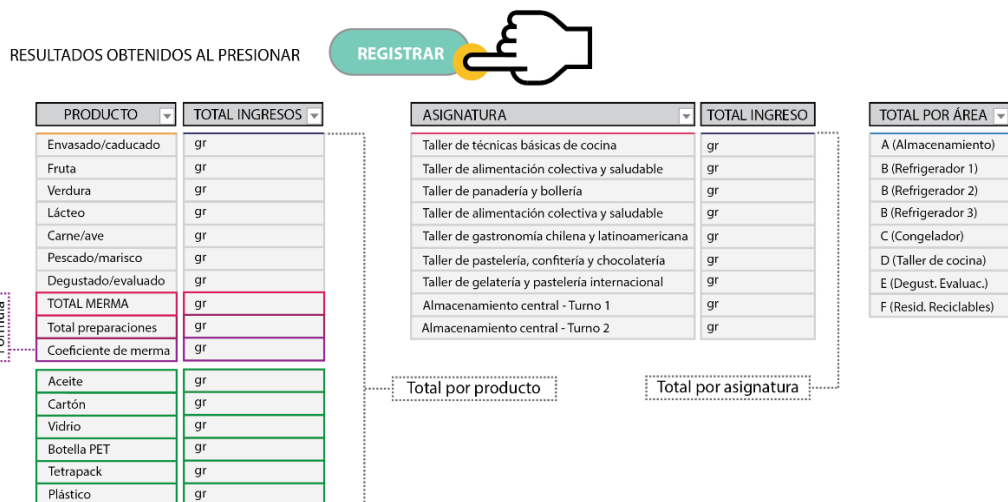 RESULTADOS OBTENIDOS AL PRESIONAR
REGISTRAR
PRODUCTO
TOTAL INGRESOS
Envasado/caducado
gr
Fruta
gr
Verdura
gr
Lácteo
gr
Carne/ave
gr
Pescado/marisco
gr
Degustado/evaluado
gr
TOTAL MERMA
gr
Total preparaciones
gr
Coeficiente de merma
gr
Aceite
gr
Cartón
gr
Vidrio
gr
Botella PET
gr
Tetrapack
gr
Plástico
gr
Total por producto
ASIGNATURA
TOTAL INGRESO
Taller de técnicas básicas de cocina
gr
Taller de alimentación colectiva y saludable
gr
Taller de panadería y bollería
gr
Taller de alimentación colectiva y saludable
gr
Taller de gastronomía chilena y latinoamericana
gr
Taller de pastelería, confitería y chocolatería
gr
Taller de gelatería y pastelería internacional
gr
Almacenamiento central - Turno 1
gr
Almacenamiento central - Turno 2
gr
Total por asignatura
TOTAL POR ÁREA
A (Almacenamiento)
B (Refrigerador 1)
B (Refrigerador 2)
B (Refrigerador 3)
C (Congelador)
D (Taller de cocina)
E (Degust. Evaluac.)
F (Resid. Reciclables)